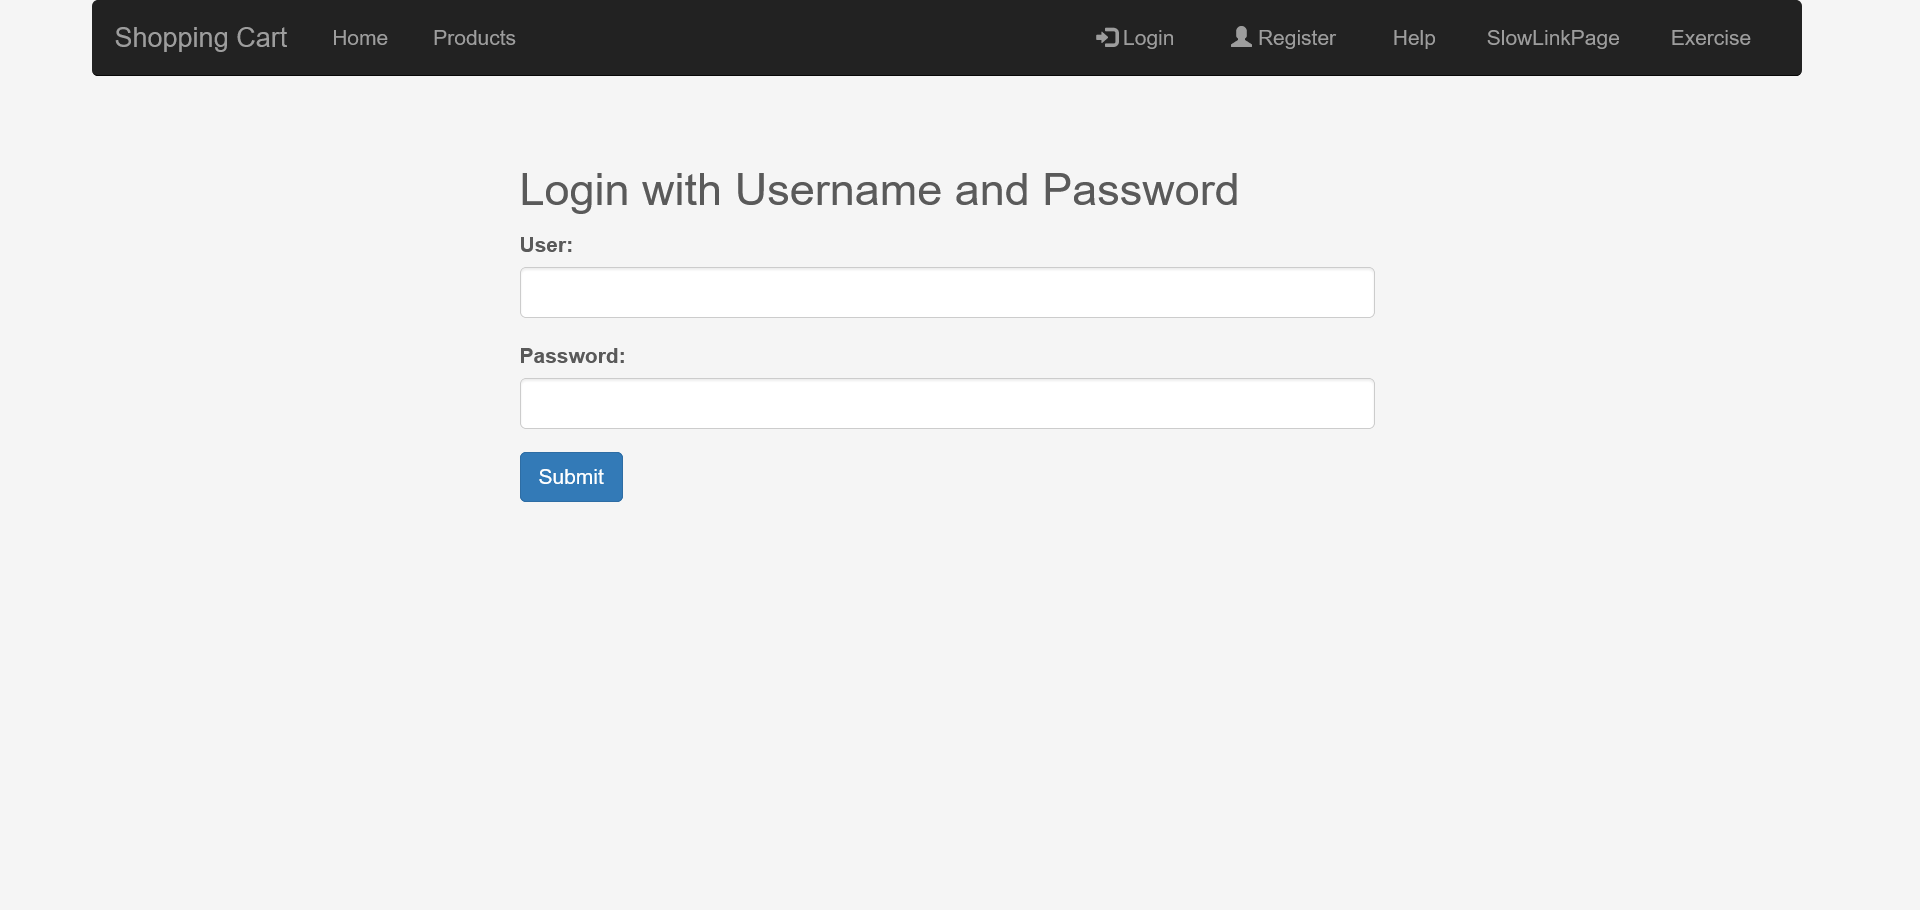 Shopping Cart Home Products Login Register Help SlowLinkPage Exercise
Login with Username and Password
User:
Password:
Submit